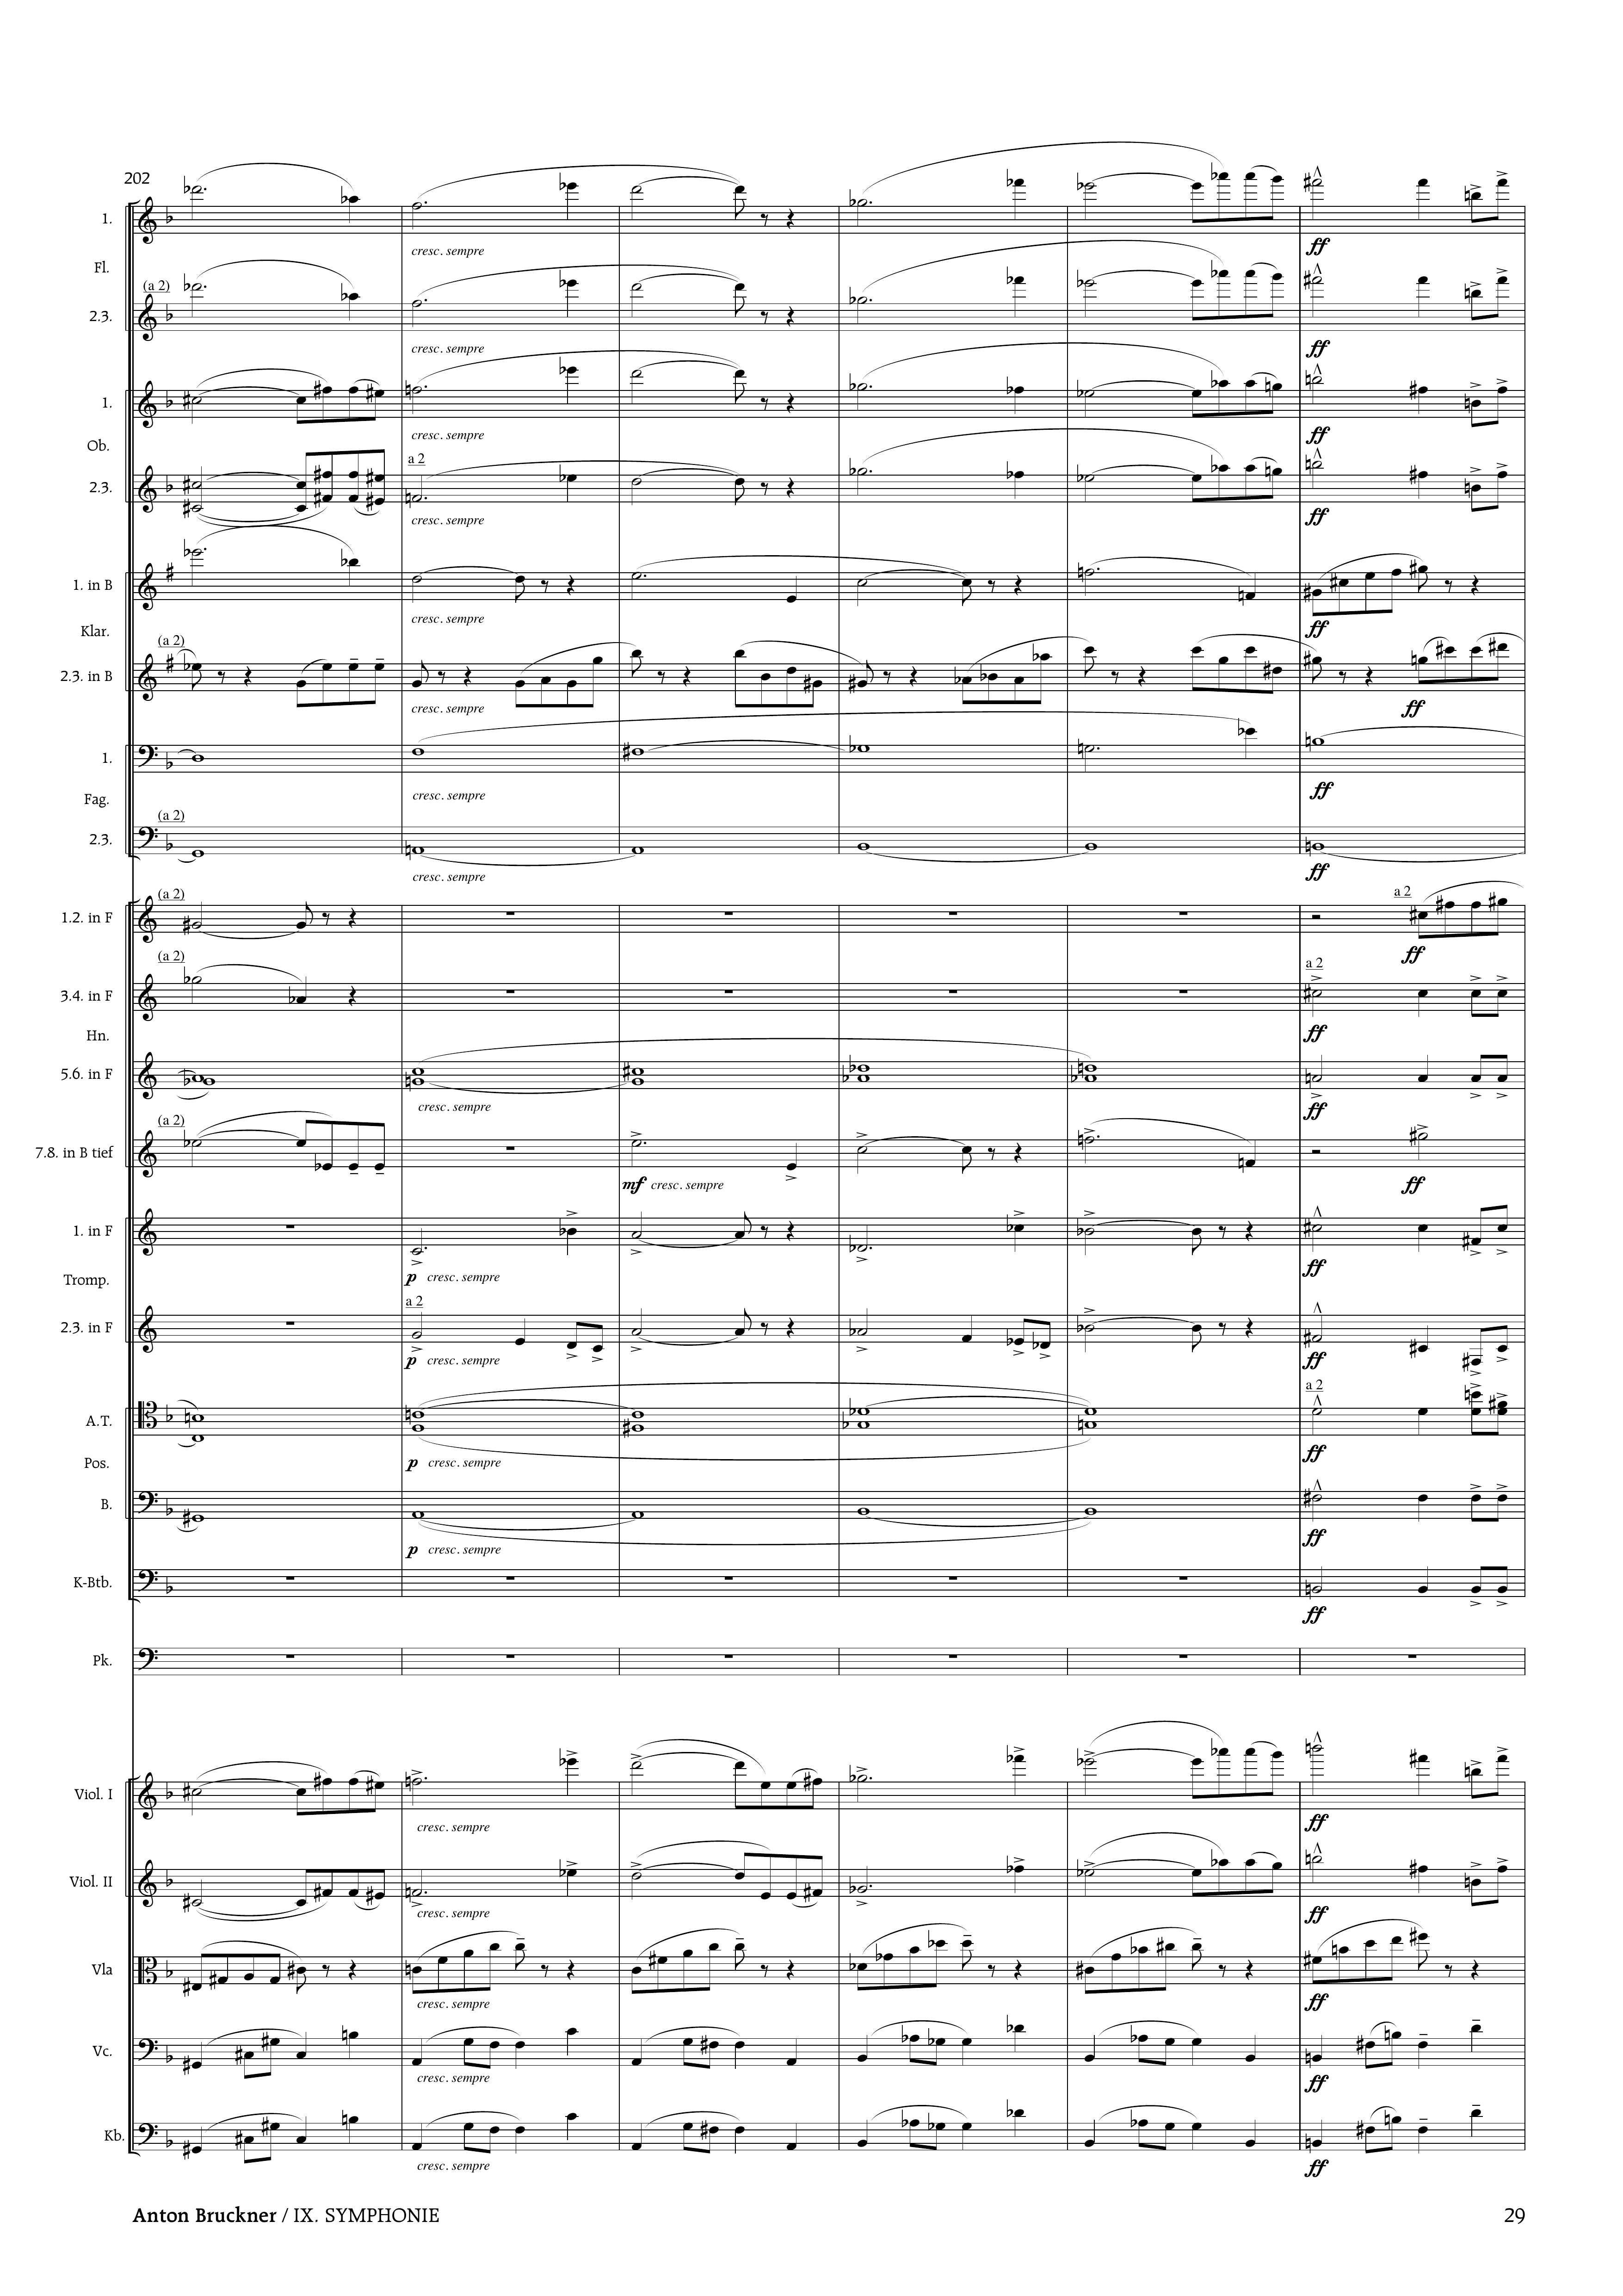 202
1.
cresc. sempre
ff
Fl.
(a 2)
2.3.
cresc. sempre
ff
1.
cresc. sempre
ff
Ob.
a 2
2.3.
cresc. sempre
ff
1. in B
cresc. sempre
ff
Klar.
(a 2)
2.3. in B
cresc. sempre
ff
1.
cresc. sempre
ff
Fag.
(a 2)
2.3.
cresc. sempre
ff
(a 2)
a 2
1.2. in F
ff
(a 2)
a 2
3.4. in F
ff
Hn.
5.6. in F
cresc. sempre
ff
(a 2)
7.8. in B tief
mf cresc. sempre
ff
1. in F
p cresc. sempre
ff
Tromp.
a 2
2.3. in F
p cresc. sempre
ff
a 2
A.T.
p cresc. sempre
ff
Pos.
B.
p cresc. sempre
ff
K-Btb.
ff
Pk.
Viol. I
cresc. sempre
ff
Viol. II
cresc. sempre
ff
Vla
cresc. sempre
ff
Vc.
cresc. sempre
ff
Kb.
cresc. sempre
ff
Anton Bruckner / IX. SYMPHONIE
29